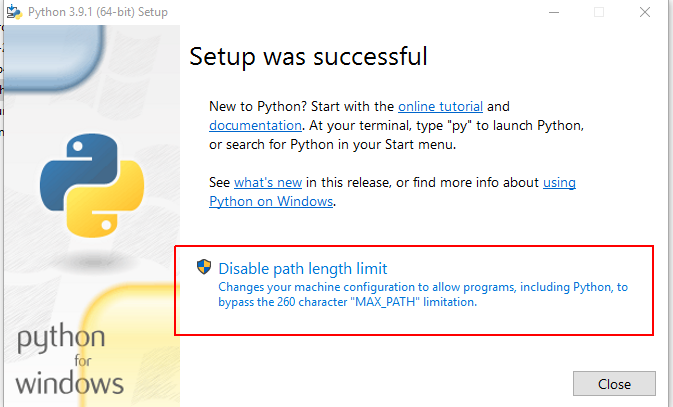 Python 3.9.1 (64-bit) Setup
Setup was successful
New to Python? Start with the online tutorial and
documentation. At your terminal, type "py" to launch Python,
or search for Python in your Start menu.
See what's new in this release, or find more info about using
Python on Windows.
Disable path length limit
Changes your machine configuration to allow programs, including Python, to
bypass the 260 character "MAX_PATH" limitation.
python
for
windows
Close